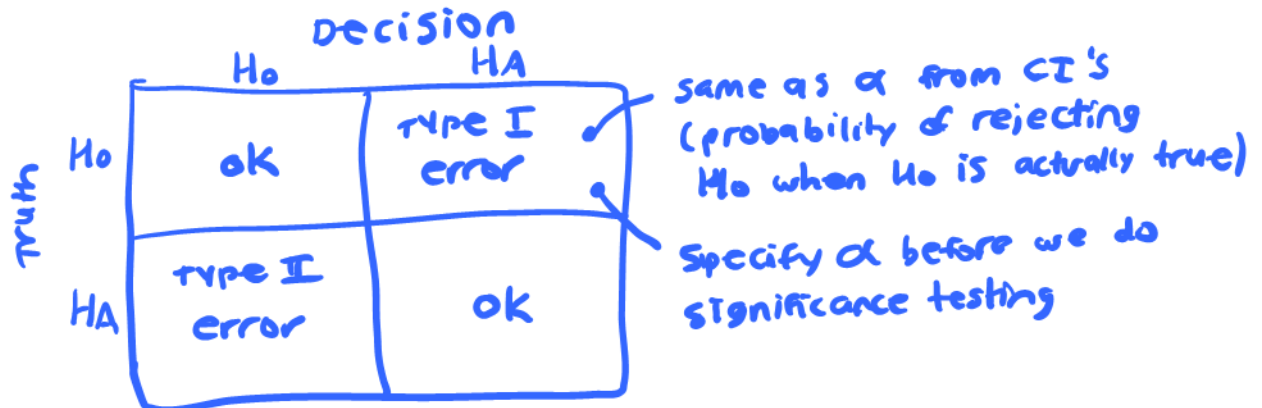 Decision
Ho HA
Truth
Ho
ok
Type I
error
same as α from CI's
(probability of rejecting
Ho when Ho is actually true)
HA
Type II
error
ok
Specify α before we do
significance testing